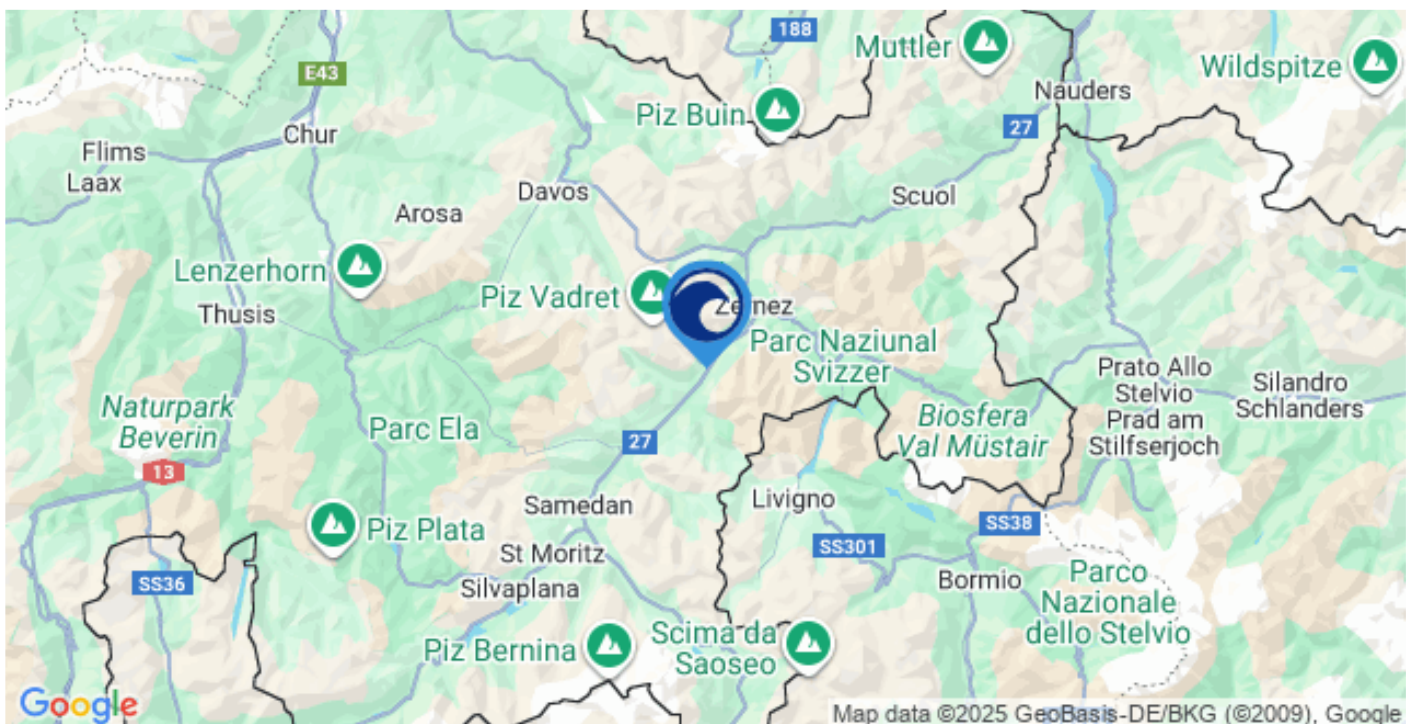 188
Muttler
Wildspitze
E43
Nauders
Piz Buin
27
Chur
Flims
Laax
Davos
Scuol
Arosa
Lenzerhorn
Piz Vadret
Zernez
Thusis
Parc Naziunal
Svizzer
Prato Allo
Stelvio
Prad am
Stilfserjoch
Silandro
Schlanders
Naturpark
Beverin
Parc Ela
Biosfera
Val Müstair
27
13
Samedan
Livigno
Piz Plata
SS38
St Moritz
SS301
SS36
Silvaplana
Bormio
Parco
Nazionale
dello Stelvio
Piz Bernina
Scima da
Saoseo
Google
Map data ©2025 GeoBasis-DE/BKG (©2009), Google